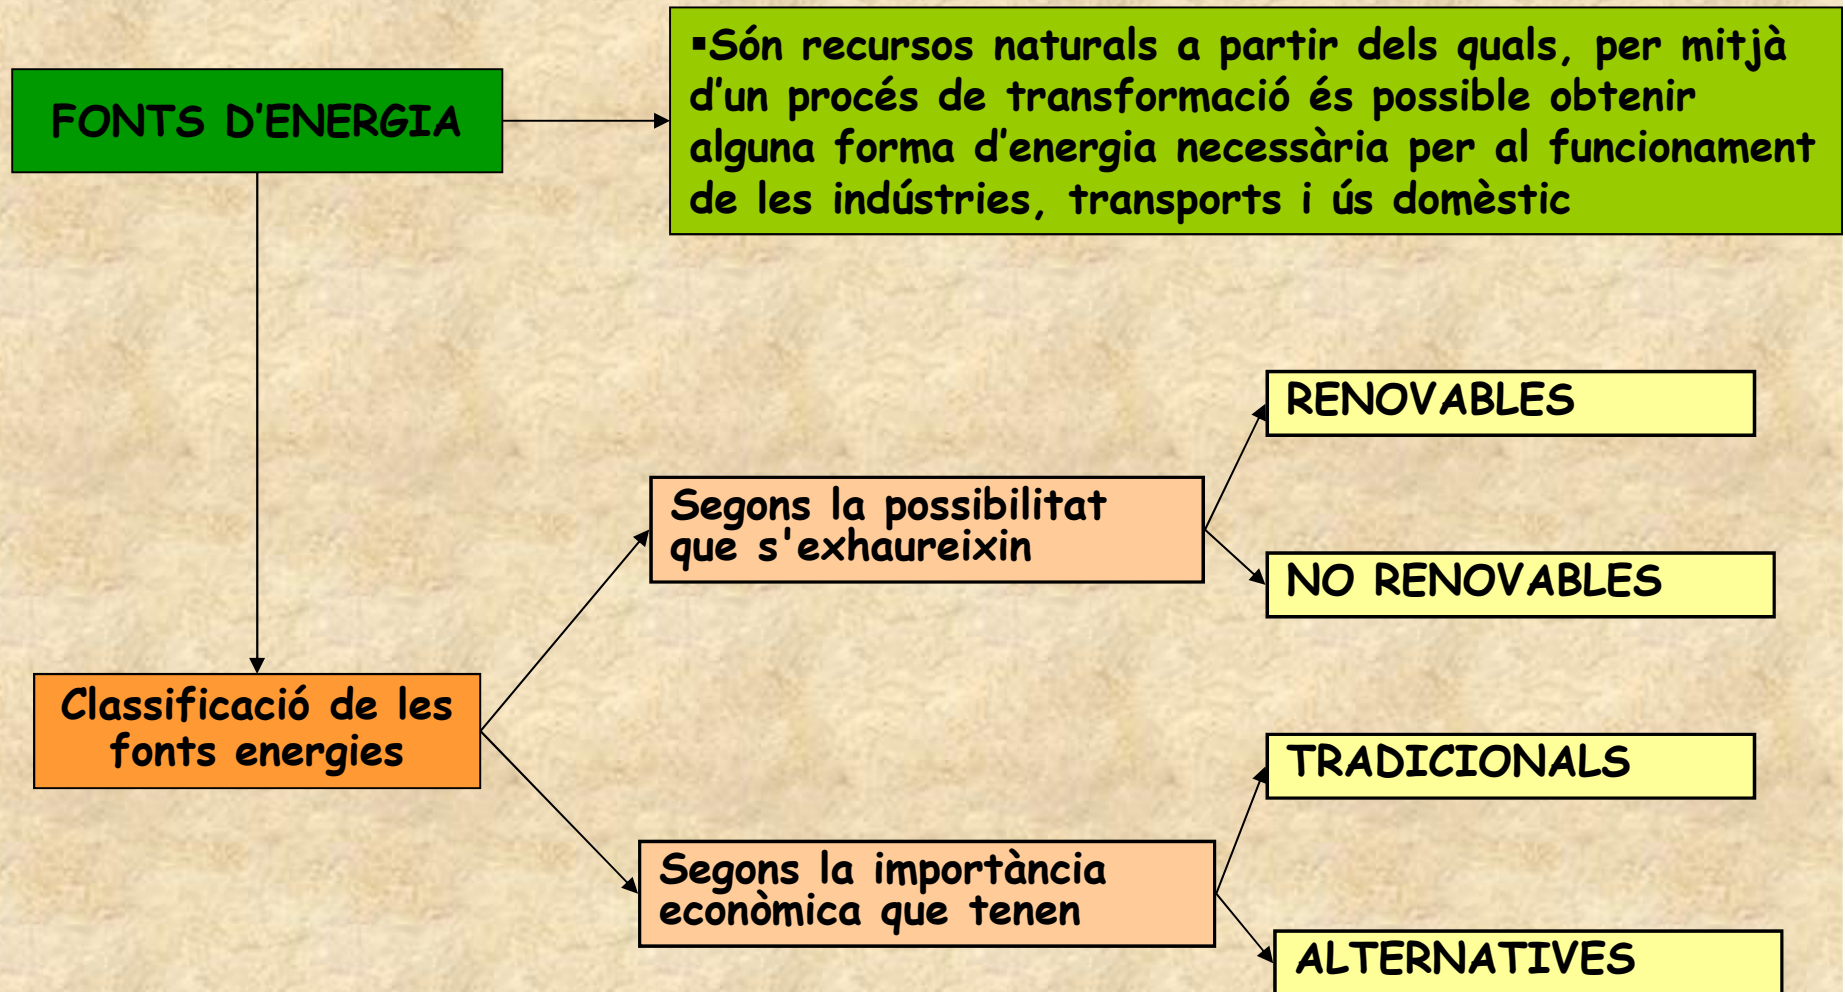 FONTS D’ENERGIA
▪Són recursos naturals a partir dels quals, per mitjà
d’un procés de transformació és possible obtenir
alguna forma d’energia necessària per al funcionament
de les indústries, transports i ús domèstic
RENOVABLES
Segons la possibilitat
que s'exhaureixin
NO RENOVABLES
Classificació de les
fonts energies
TRADICIONALS
Segons la importància
econòmica que tenen
ALTERNATIVES